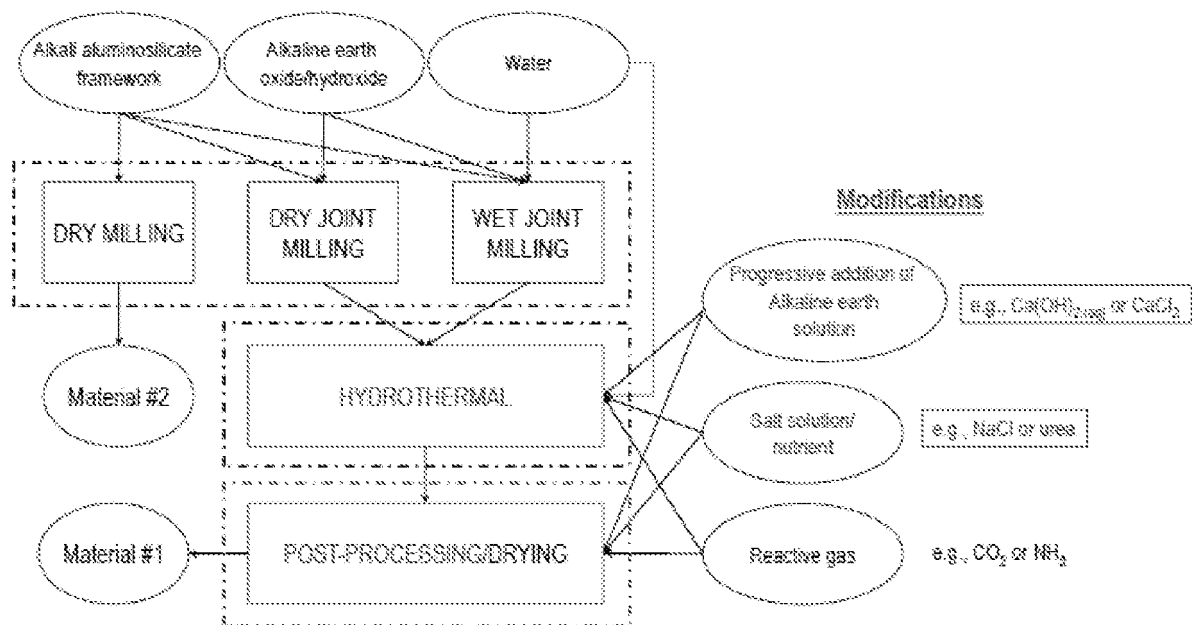 Alkali aluminosilicate
framework
Alkaline earth
oxide/hydroxide
Water
DRY MILLING
DRY JOINT
MILLING
WET JOINT
MILLING
Modifications
Progressive addition of
Alkaline earth
solution
e.g., Ca(OH)₂,aq or CaCl₂
Material #2
HYDROTHERMAL
Salt solution/
nutrient
e.g., NaCl or urea
Material #1
POST-PROCESSING/DRYING
Reactive gas
e.g., CO₂ or NH₃